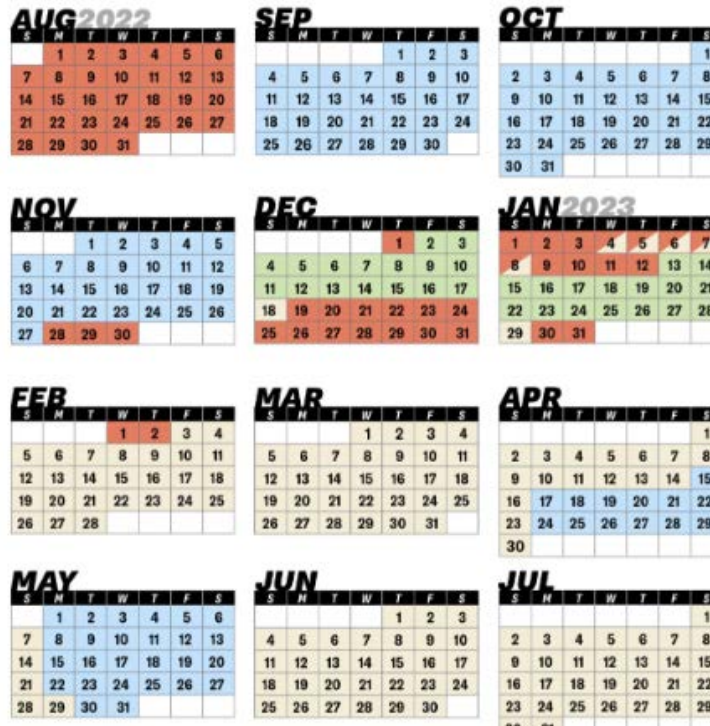 AUG2022
S M T W T F S
1 2 3 4 5 6
7 8 9 10 11 12 13
14 15 16 17 18 19 20
21 22 23 24 25 26 27
28 29 30 31
SEP
S M T W T F S
1 2 3
4 5 6 7 8 9 10
11 12 13 14 15 16 17
18 19 20 21 22 23 24
25 26 27 28 29 30
OCT
S M T W T F S
1
2 3 4 5 6 7 8
9 10 11 12 13 14 15
16 17 18 19 20 21 22
23 24 25 26 27 28 29
30 31
NOV
S M T W T F S
1 2 3 4 5
6 7 8 9 10 11 12
13 14 15 16 17 18 19
20 21 22 23 24 25 26
27 28 29 30
DEC
S M T W T F S
1 2 3
4 5 6 7 8 9 10
11 12 13 14 15 16 17
18 19 20 21 22 23 24
25 26 27 28 29 30 31
JAN2023
S M T W T F S
1 2 3 4 5 6 7
8 9 10 11 12 13 14
15 16 17 18 19 20 21
22 23 24 25 26 27 28
29 30 31
FEB
S M T W T F S
1 2 3 4
5 6 7 8 9 10 11
12 13 14 15 16 17 18
19 20 21 22 23 24 25
26 27 28
MAR
S M T W T F S
1 2 3 4
5 6 7 8 9 10 11
12 13 14 15 16 17 18
19 20 21 22 23 24 25
26 27 28 29 30 31
APR
S M T W T F S
1
2 3 4 5 6 7 8
9 10 11 12 13 14 15
16 17 18 19 20 21 22
23 24 25 26 27 28 29
30
MAY
S M T W T F S
1 2 3 4 5 6
7 8 9 10 11 12 13
14 15 16 17 18 19 20
21 22 23 24 25 26 27
28 29 30 31
JUN
S M T W T F S
1 2 3
4 5 6 7 8 9 10
11 12 13 14 15 16 17
18 19 20 21 22 23 24
25 26 27 28 29 30
JUL
S M T W T F S
1
2 3 4 5 6 7 8
9 10 11 12 13 14 15
16 17 18 19 20 21 22
23 24 25 26 27 28 29